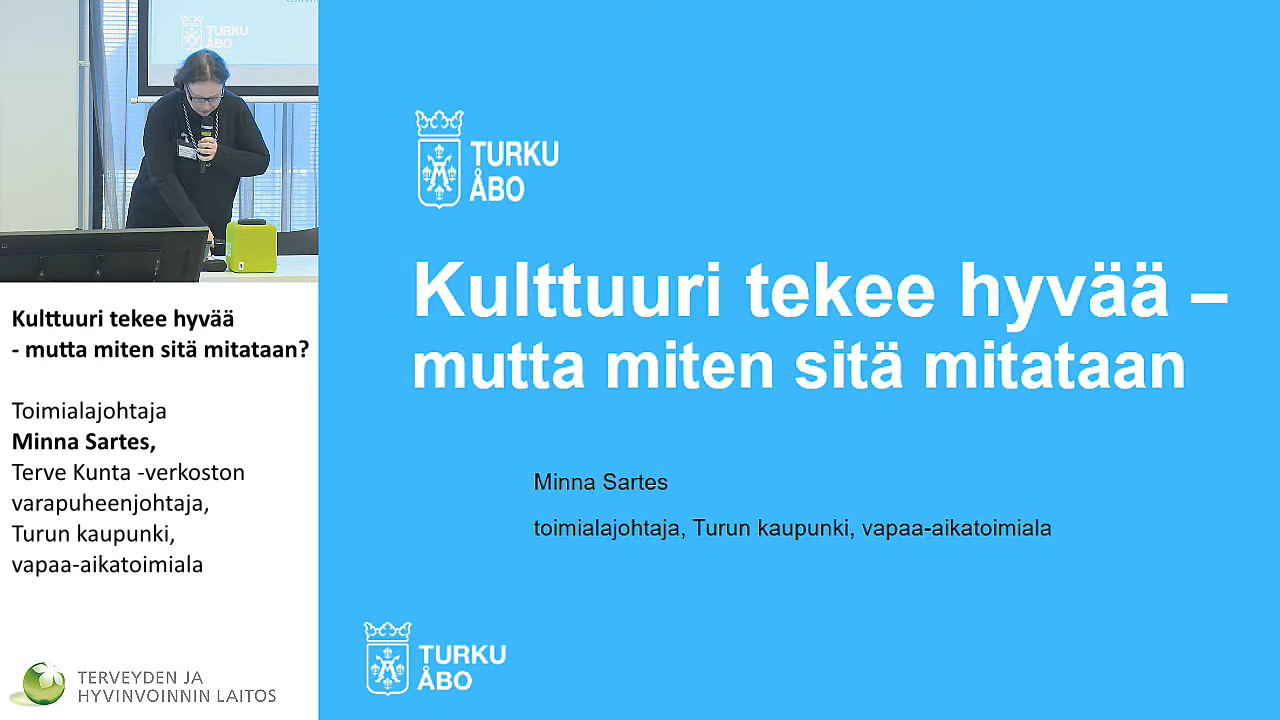 TURKU
ÅBO
Kulttuuri tekee hyvää
- mutta miten sitä mitataan?
Toimialajohtaja
Minna Sartes,
Terve Kunta -verkoston
varapuheenjohtaja,
Turun kaupunki,
vapaa-aikatoimiala
TERVEYDEN JA
HYVINVOINNIN LAITOS
TURKU
ÅBO
Kulttuuri tekee hyvää –
mutta miten sitä mitataan
Minna Sartes
toimialajohtaja, Turun kaupunki, vapaa-aikatoimiala
TURKU
ÅBO